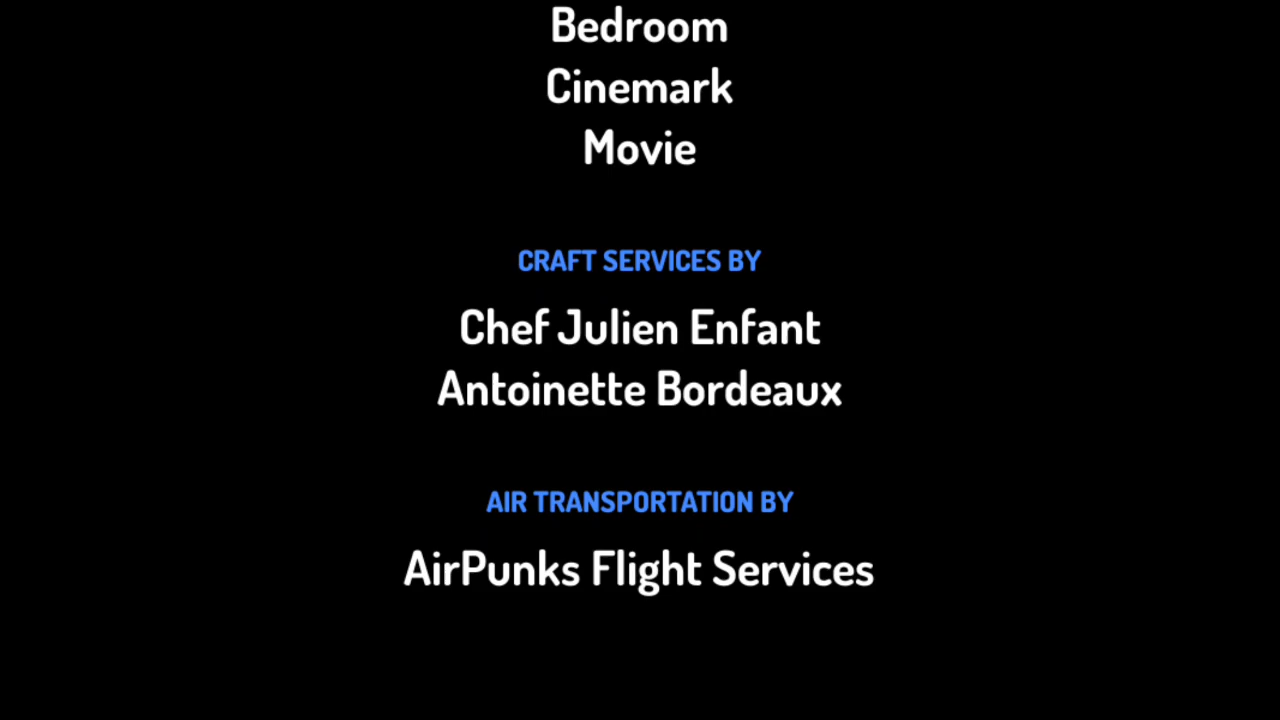 Bedroom
Cinemark
Movie
CRAFT SERVICES BY
Chef Julien Enfant
Antoinette Bordeaux
AIR TRANSPORTATION BY
AirPunks Flight Services